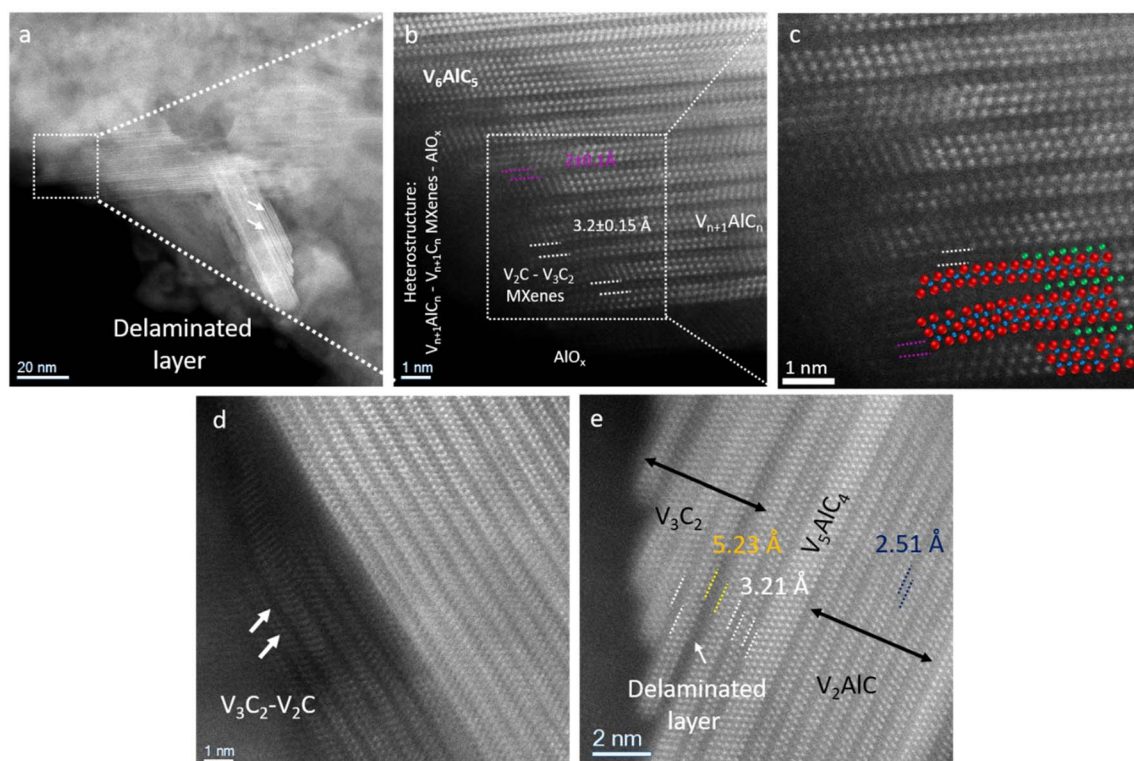 a
Delaminated
layer
20 nm
b
V₆AlC₅
Heterostructure:
Vₙ₊₁AlCₙ - Vₙ₊₁Cₙ MXenes - AlOₓ
3.2±0.15 Å
Vₙ₊₁AlCₙ
V₂C - V₃C₂
MXenes
AlOₓ
1 nm
c
1 nm
d
V₃C₂-V₂C
1 nm
e
V₃C₂
V₅AlC₄
5.23 Å
2.51 Å
3.21 Å
Delaminated
layer
V₂AlC
2 nm